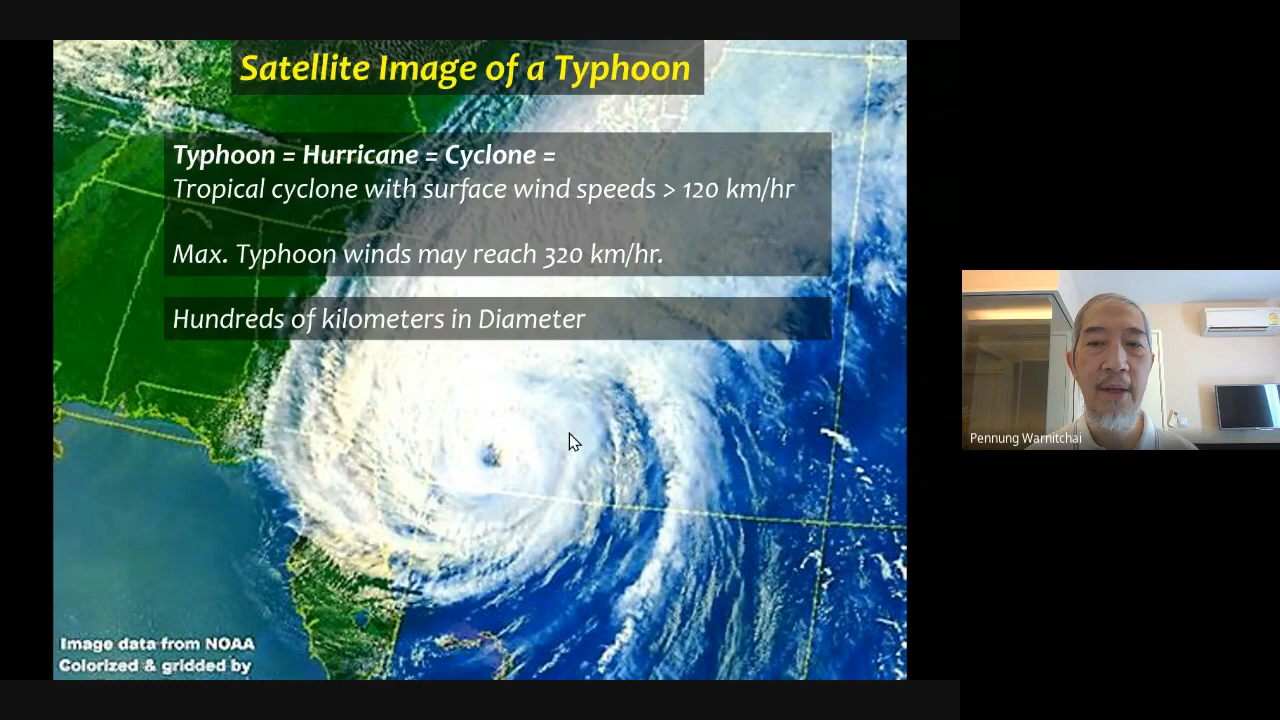 Satellite Image of a Typhoon
Typhoon = Hurricane = Cyclone =
Tropical cyclone with surface wind speeds > 120 km/hr
Max. Typhoon winds may reach 320 km/hr.
Hundreds of kilometers in Diameter
Image data from NOAA
Colorized & gridded by
Pennung Warnitchai